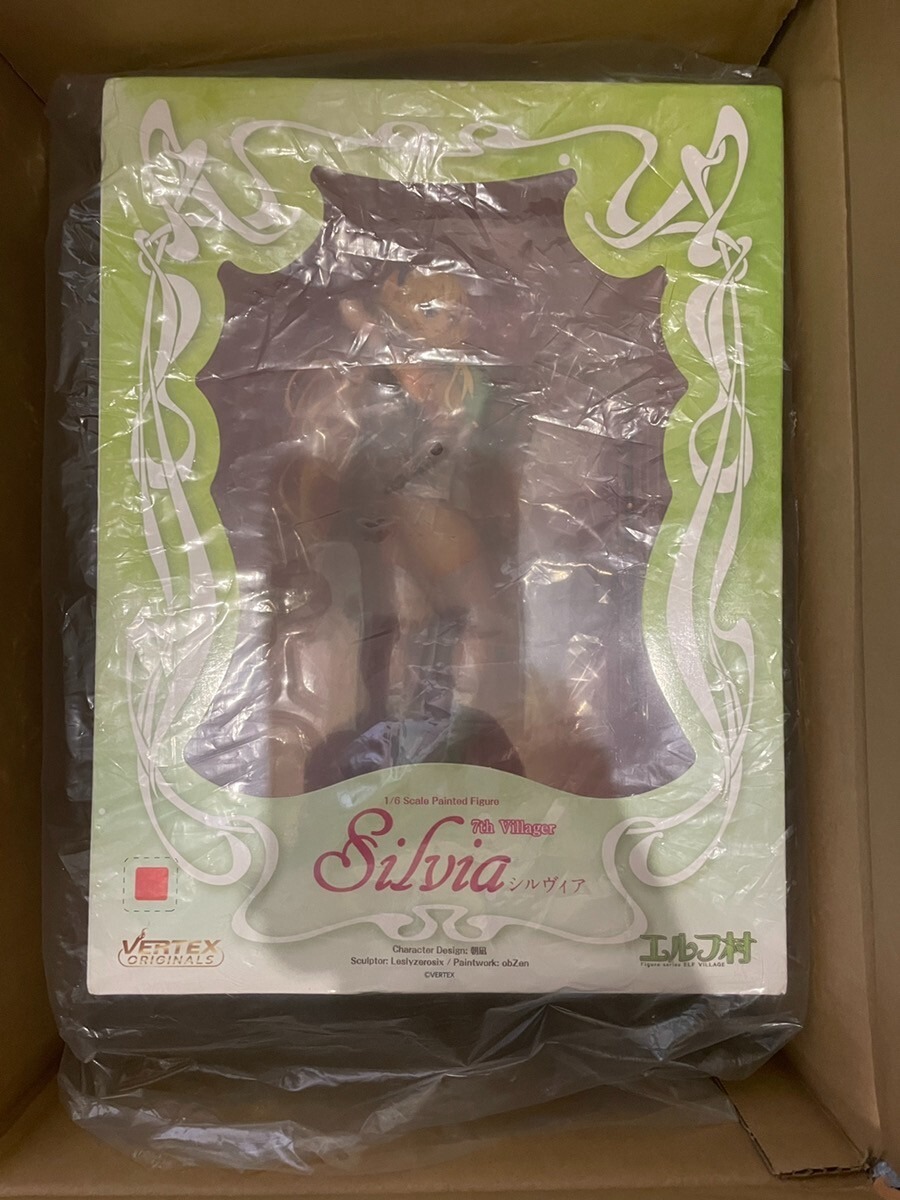 1/6 Scale Painted Figure
7th Villager
Silvia シルヴィア
VERTEX
ORIGINALS
Character Design: 朝凪
Sculptor: Leslyzerosix / Paintwork: obZen
©VERTEX
エルフ村
Figure series ELF VILLAGE